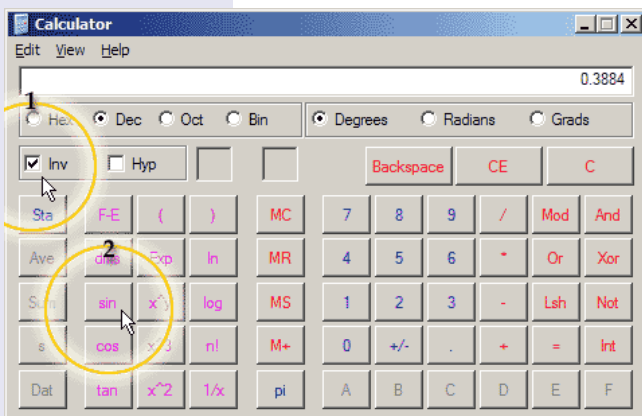 Calculator
Edit View Help
0.3884
1
Hex Dec Oct Bin Degrees Radians Grads
Inv Hyp Backspace CE C
Sta F-E ( ) MC 7 8 9 / Mod And
2
Ave dms Exp ln MR 4 5 6 * Or Xor
Sum sin x^y log MS 1 2 3 - Lsh Not
s cos x^3 n! M+ 0 +/- . + = Int
Dat tan x^2 1/x pi A B C D E F